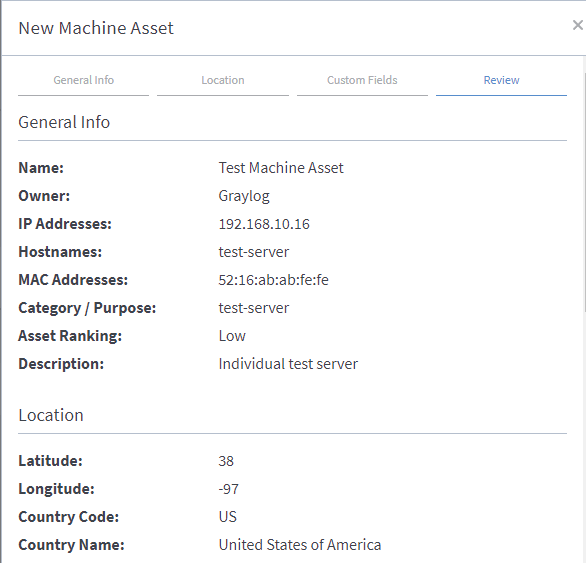 New Machine Asset
×
General Info Location Custom Fields Review
General Info
Name: Test Machine Asset
Owner: Graylog
IP Addresses: 192.168.10.16
Hostnames: test-server
MAC Addresses: 52:16:ab:ab:fe:fe
Category / Purpose: test-server
Asset Ranking: Low
Description: Individual test server
Location
Latitude: 38
Longitude: -97
Country Code: US
Country Name: United States of America